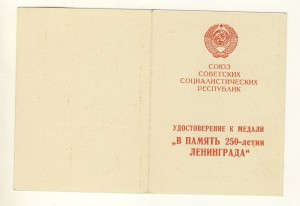 СОЮЗ
СОВЕТСКИХ
СОЦИАЛИСТИЧЕСКИХ
РЕСПУБЛИК
УДОСТОВЕРЕНИЕ К МЕДАЛИ
„В ПАМЯТЬ 250-летия
ЛЕНИНГРАДА“